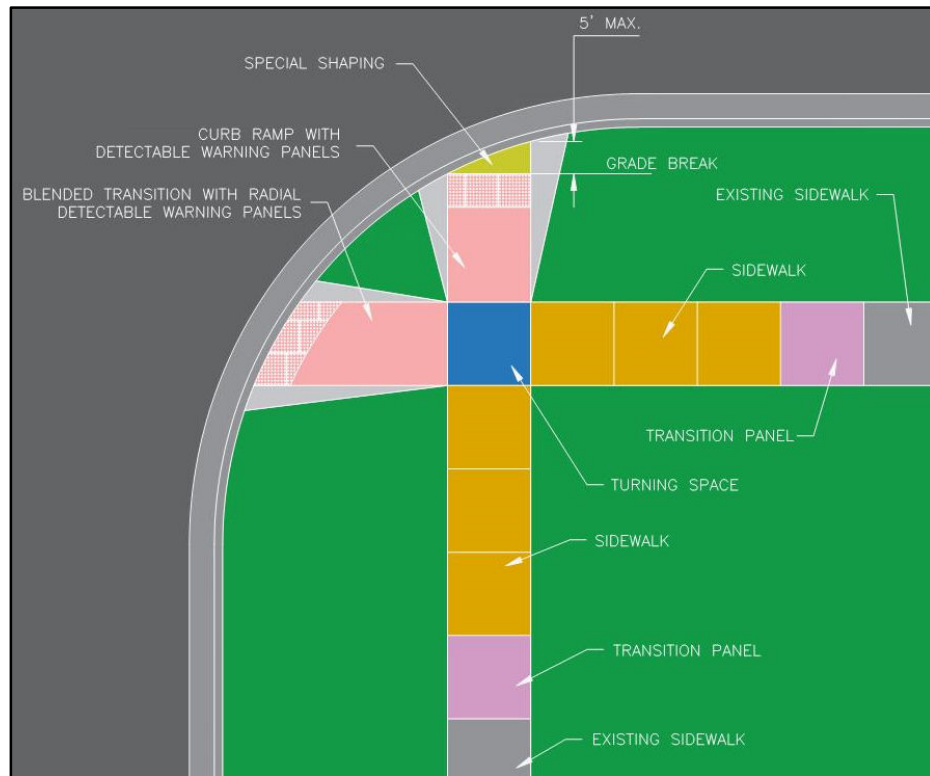 5' MAX.
SPECIAL SHAPING
CURB RAMP WITH
DETECTABLE WARNING PANELS
GRADE BREAK
BLENDED TRANSITION WITH RADIAL
DETECTABLE WARNING PANELS
EXISTING SIDEWALK
SIDEWALK
TRANSITION PANEL
TURNING SPACE
SIDEWALK
TRANSITION PANEL
EXISTING SIDEWALK